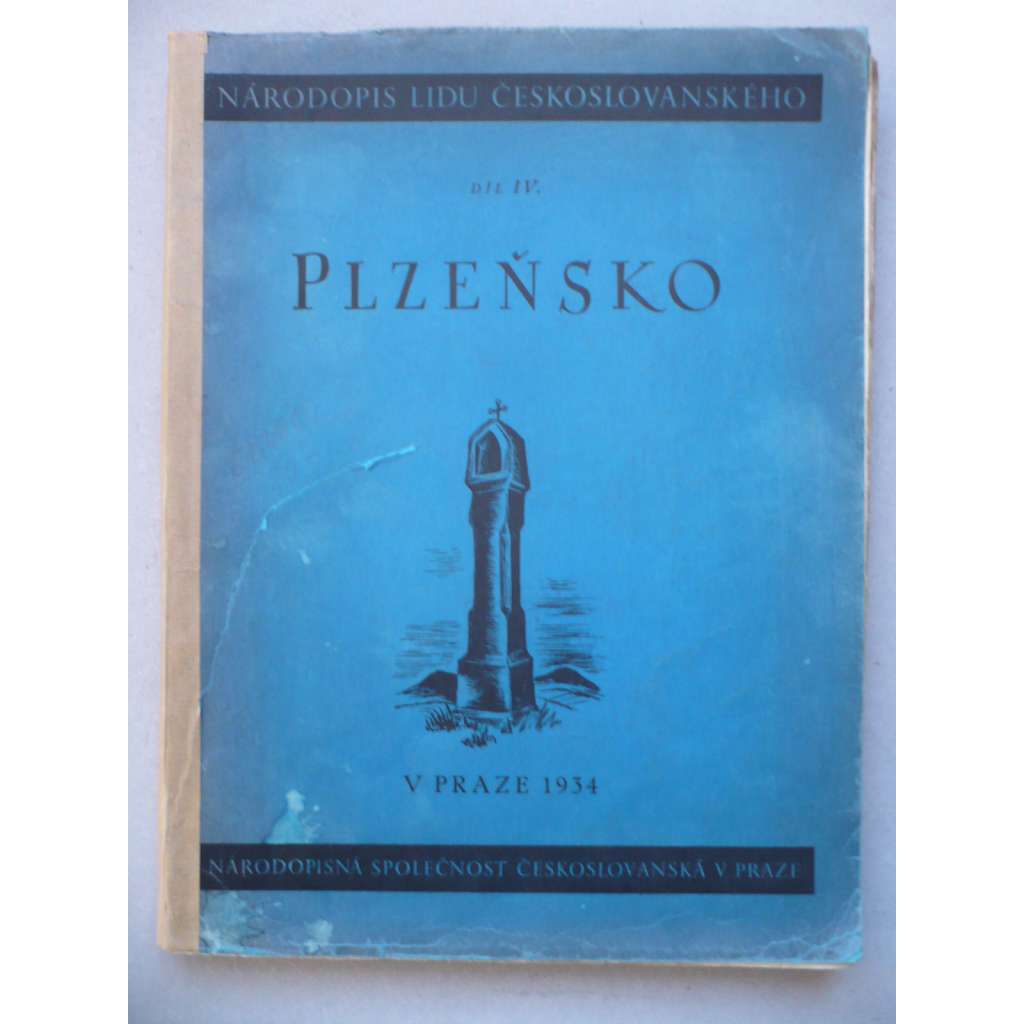 NÁRODOPIS LIDU ČESKOSLOVANSKÉHO
DÍL IV.
PLZEŇSKO
V PRAZE 1934
NÁRODOPISNÁ SPOLEČNOST ČESKOSLOVANSKÁ V PRAZE